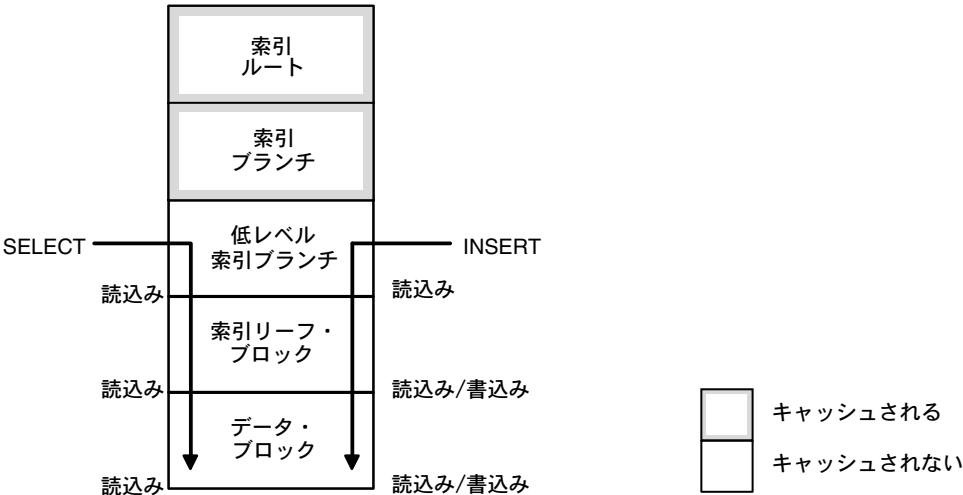 索引
ルート
索引
ブランチ
低レベル
索引ブランチ
SELECT
INSERT
読込み
読込み
索引リーフ・
ブロック
読込み
読込み/書込み
データ・
ブロック
読込み
読込み/書込み
キャッシュされる
キャッシュされない